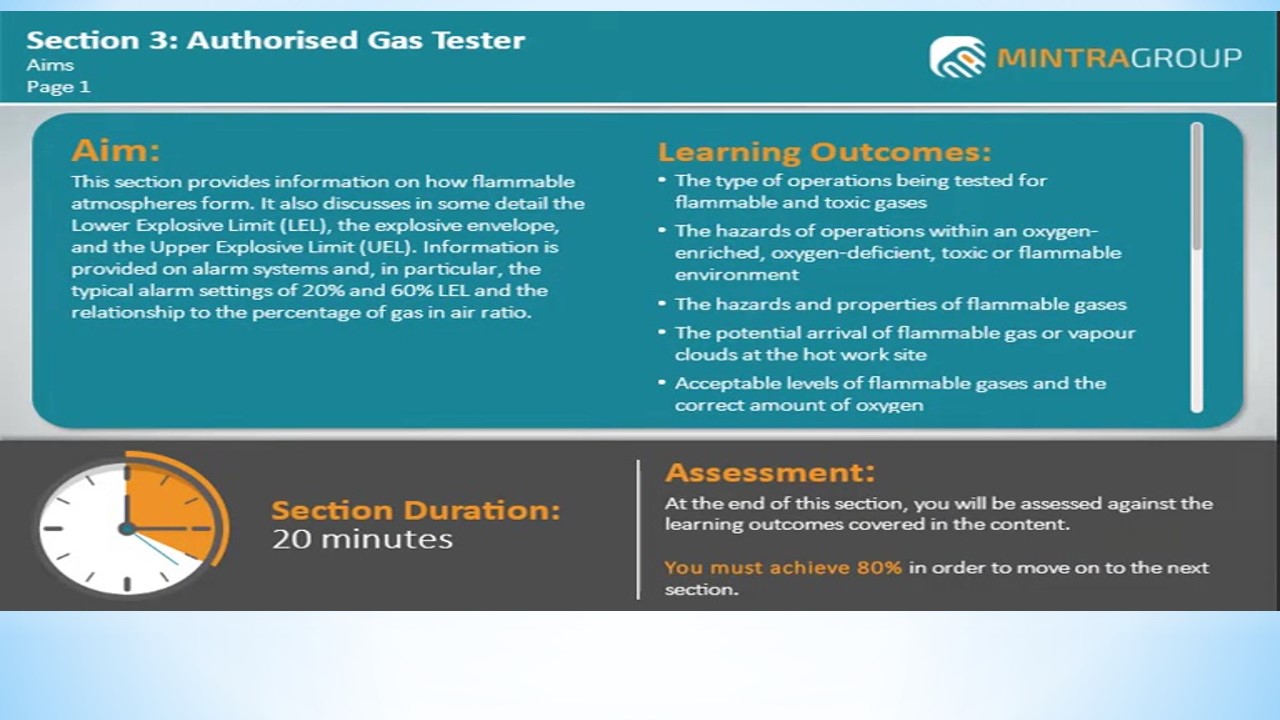 Section 3: Authorised Gas Tester
Aims
Page 1
MINTRAGROUP
Aim:
This section provides information on how flammable
atmospheres form. It also discusses in some detail the
Lower Explosive Limit (LEL), the explosive envelope,
and the Upper Explosive Limit (UEL). Information is
provided on alarm systems and, in particular, the
typical alarm settings of 20% and 60% LEL and the
relationship to the percentage of gas in air ratio.
Learning Outcomes:
• The type of operations being tested for
flammable and toxic gases
• The hazards of operations within an oxygen-
enriched, oxygen-deficient, toxic or flammable
environment
• The hazards and properties of flammable gases
• The potential arrival of flammable gas or vapour
clouds at the hot work site
• Acceptable levels of flammable gases and the
correct amount of oxygen
Section Duration:
20 minutes
Assessment:
At the end of this section, you will be assessed against the
learning outcomes covered in the content.
You must achieve 80% in order to move on to the next
section.